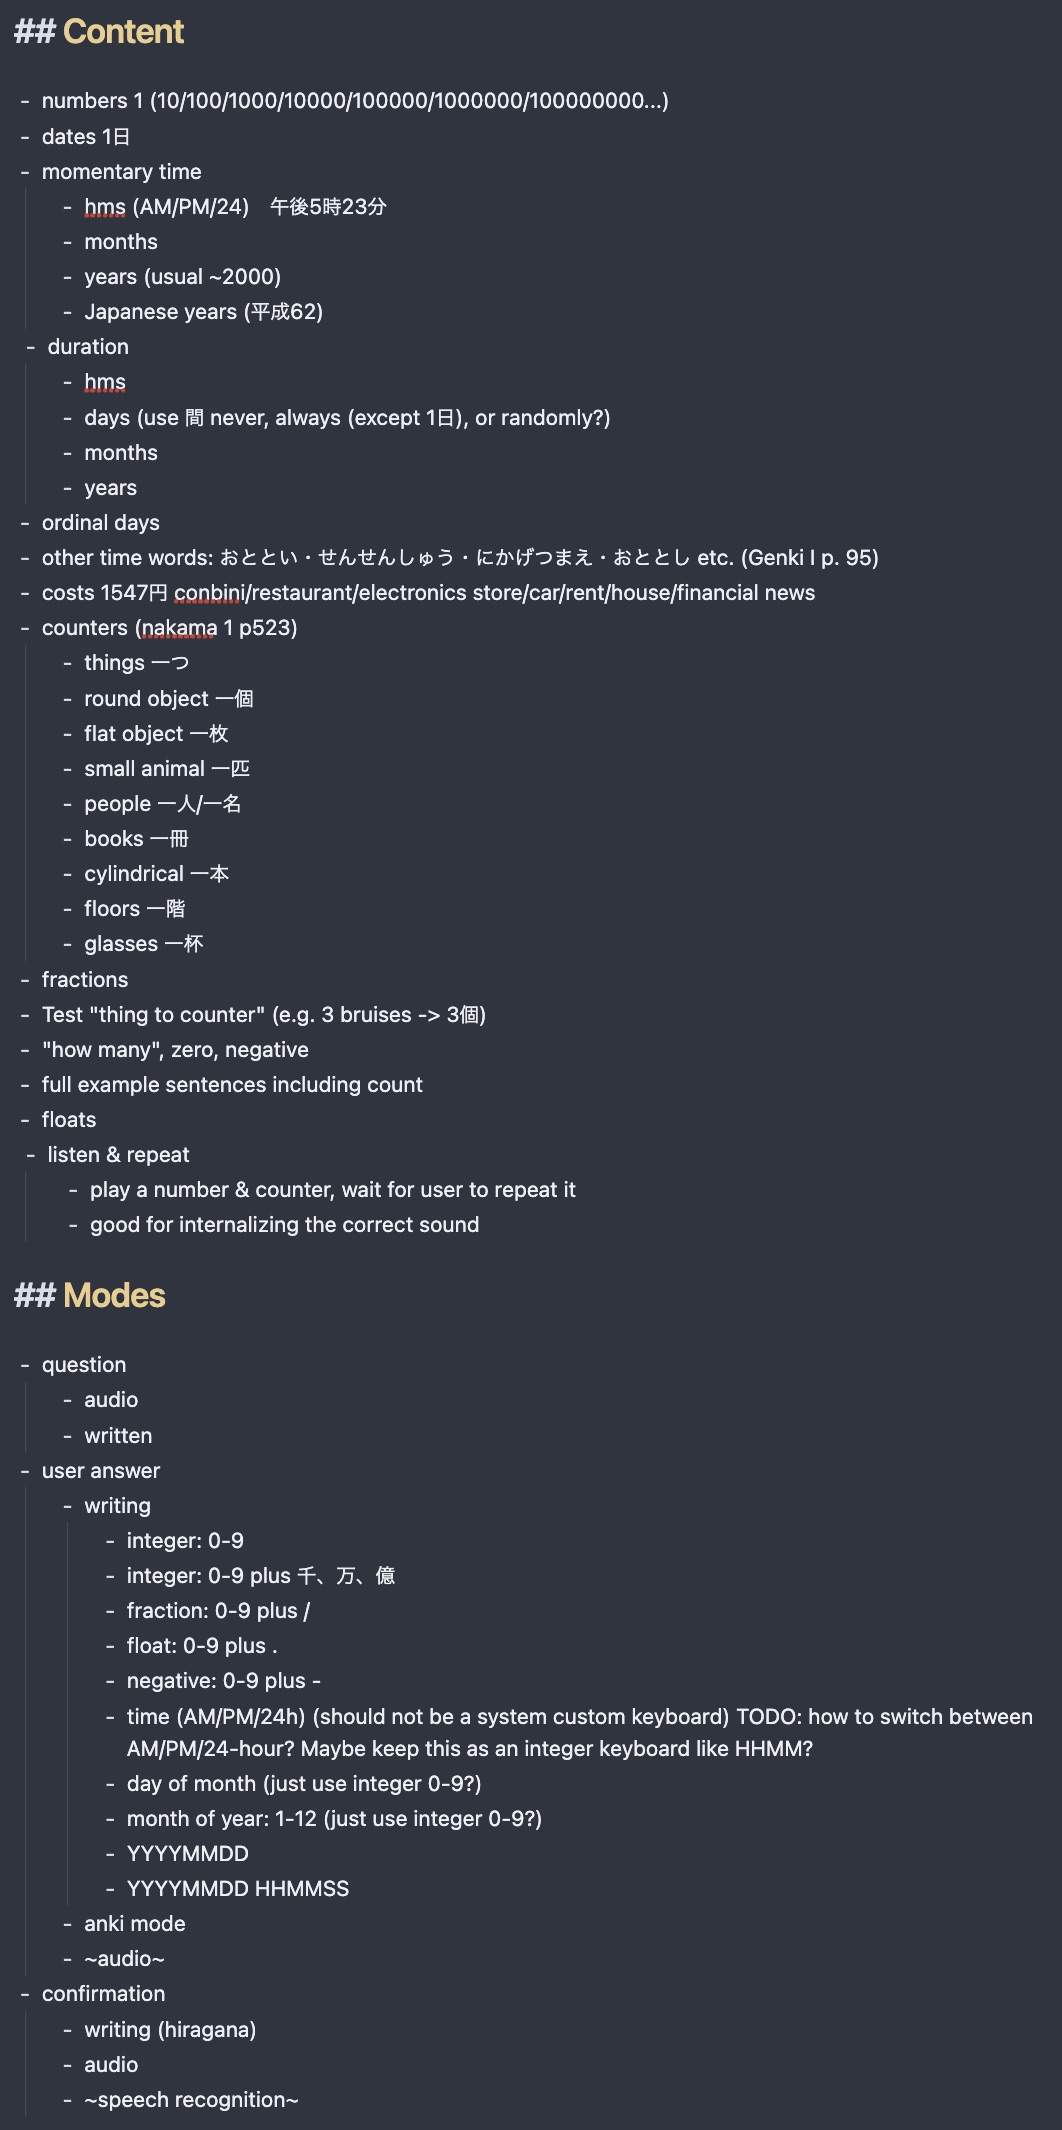 ## Content
- numbers 1 (10/100/1000/10000/100000/1000000/100000000...)
- dates 1日
- momentary time
- hms (AM/PM/24)　午後5時23分
- months
- years (usual ~2000)
- Japanese years (平成62)
- duration
- hms
- days (use 間 never, always (except 1日), or randomly?)
- months
- years
- ordinal days
- other time words: おととい・せんせんしゅう・にかげつまえ・おととし etc. (Genki I p. 95)
- costs 1547円 conbini/restaurant/electronics store/car/rent/house/financial news
- counters (nakama 1 p523)
- things 一つ
- round object 一個
- flat object 一枚
- small animal 一匹
- people 一人/一名
- books 一冊
- cylindrical 一本
- floors 一階
- glasses 一杯
- fractions
- Test "thing to counter" (e.g. 3 bruises -> 3個)
- "how many", zero, negative
- full example sentences including count
- floats
- listen & repeat
- play a number & counter, wait for user to repeat it
- good for internalizing the correct sound
## Modes
- question
- audio
- written
- user answer
- writing
- integer: 0-9
- integer: 0-9 plus 千、万、億
- fraction: 0-9 plus /
- float: 0-9 plus .
- negative: 0-9 plus -
- time (AM/PM/24h) (should not be a system custom keyboard) TODO: how to switch between
AM/PM/24-hour? Maybe keep this as an integer keyboard like HHMM?
- day of month (just use integer 0-9?)
- month of year: 1-12 (just use integer 0-9?)
- YYYYMMDD
- YYYYMMDD HHMMSS
- anki mode
- ~audio~
- confirmation
- writing (hiragana)
- audio
- ~speech recognition~